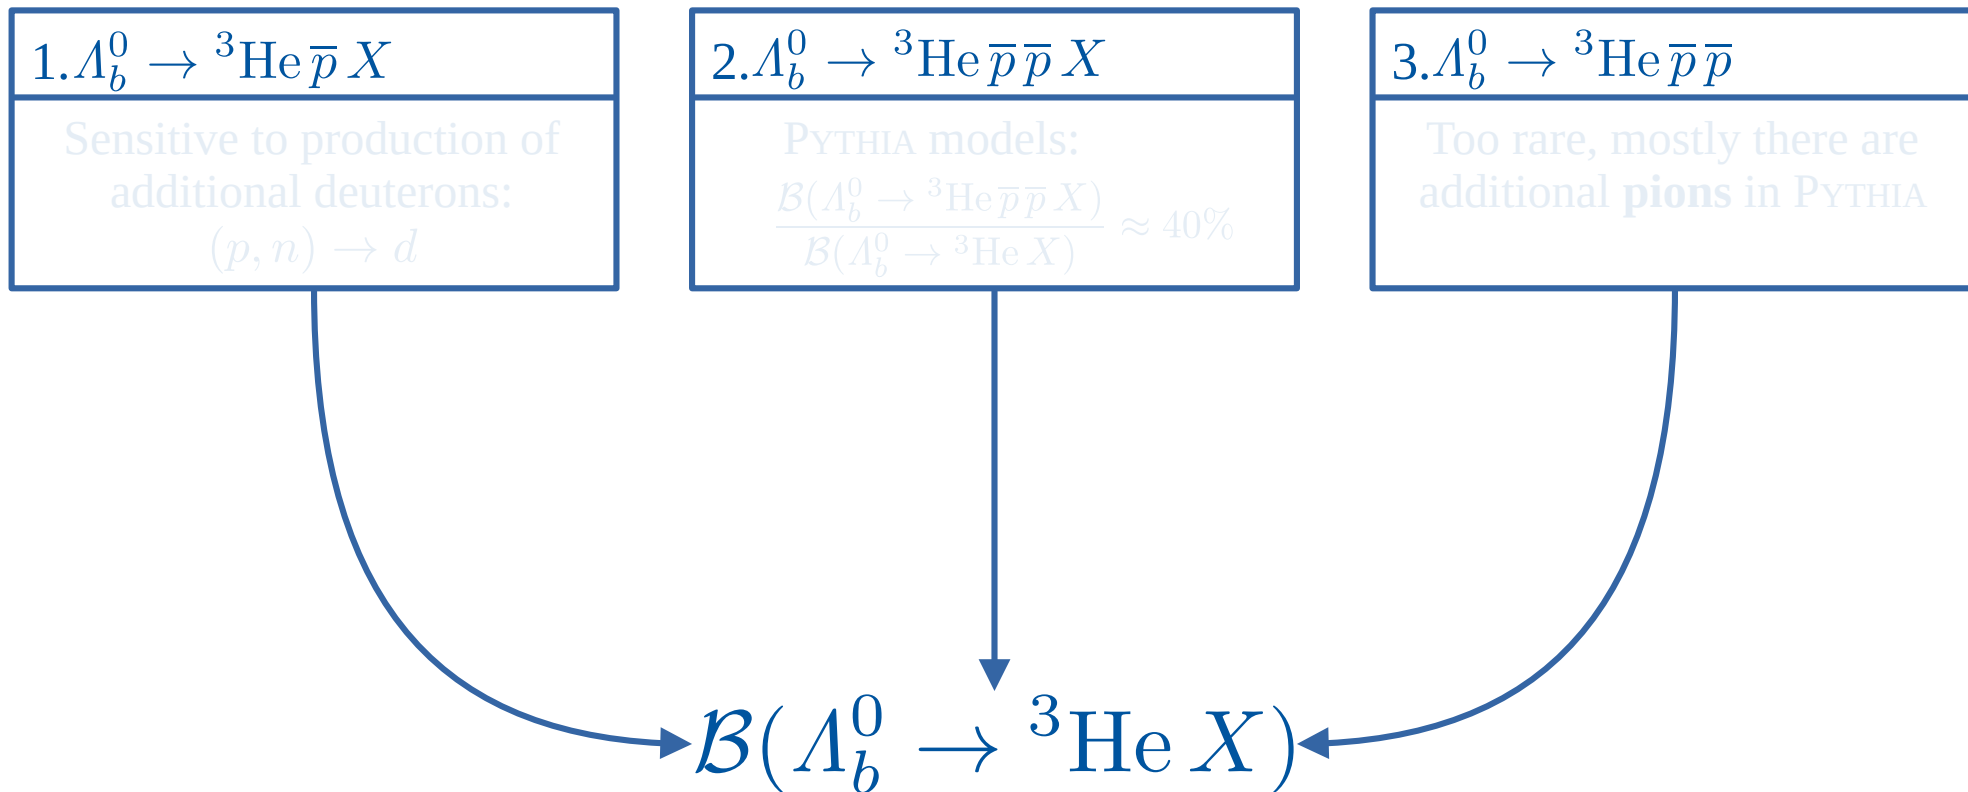 1. Λ_b^0 → ³He p̅ X
Sensitive to production of
additional deuterons:
(p, n) → d
2. Λ_b^0 → ³He p̅ p̅ X
PYTHIA models:
ℬ(Λ_b^0 → ³He p̅ p̅ X) / ℬ(Λ_b^0 → ³He X) ≈ 40%
3. Λ_b^0 → ³He p̅ p̅
Too rare, mostly there are
additional pions in PYTHIA
ℬ(Λ_b^0 → ³He X)